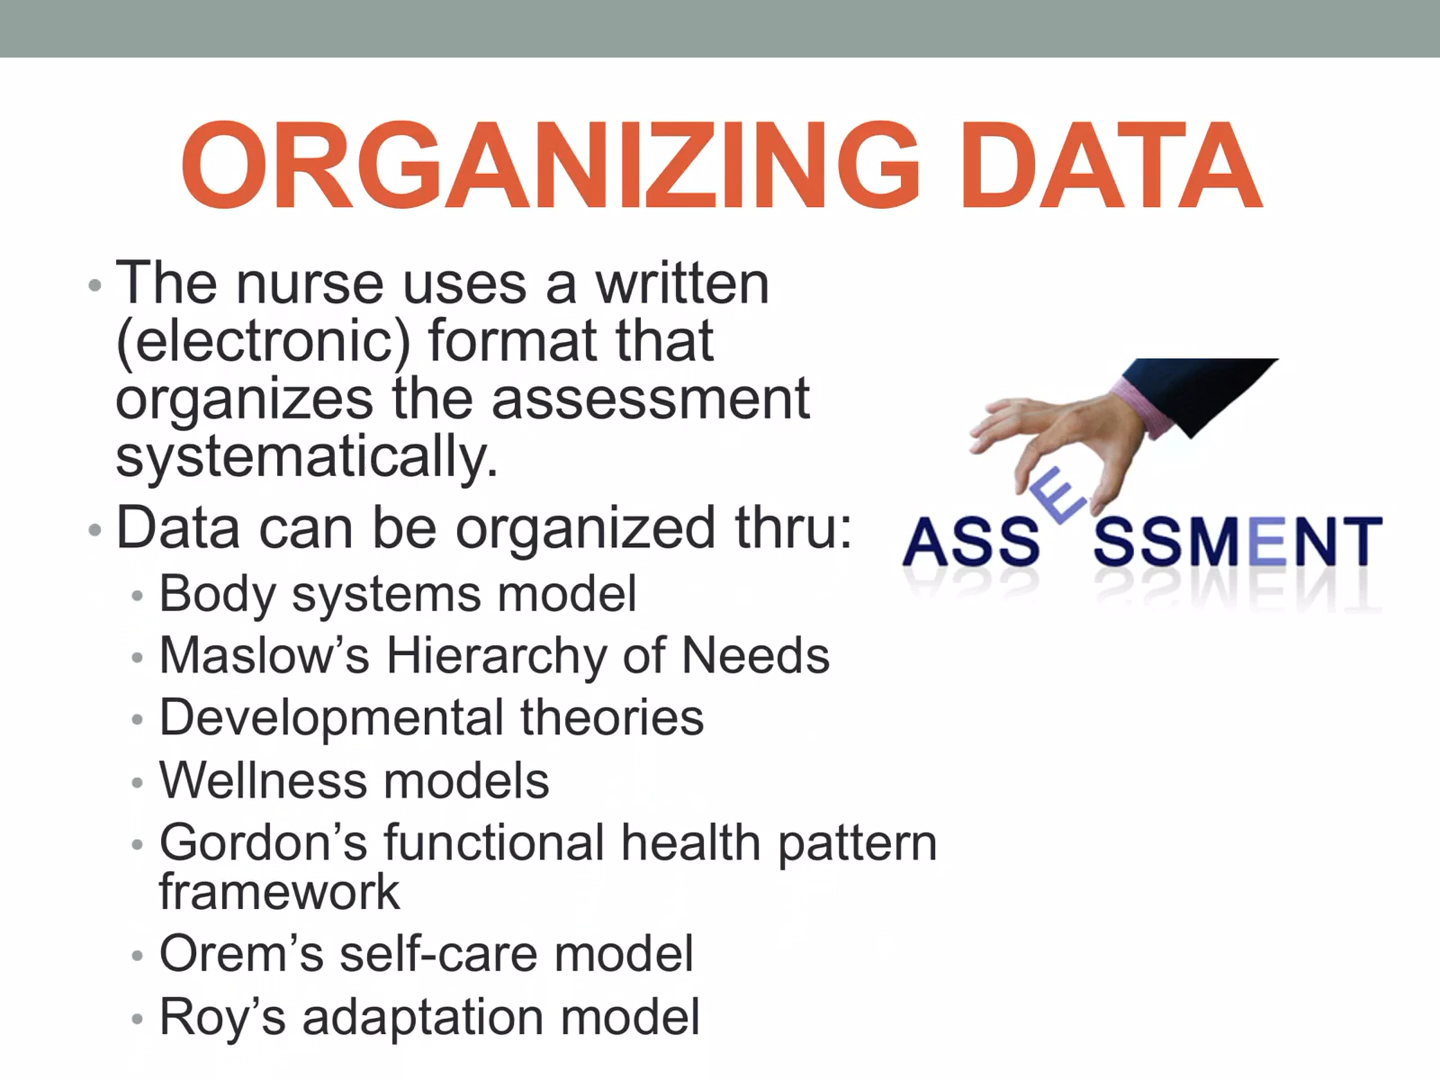 ORGANIZING DATA
• The nurse uses a written
(electronic) format that
organizes the assessment
systematically.
• Data can be organized thru:
• Body systems model
• Maslow’s Hierarchy of Needs
• Developmental theories
• Wellness models
• Gordon’s functional health pattern
framework
• Orem’s self-care model
• Roy’s adaptation model
ASSESSMENT